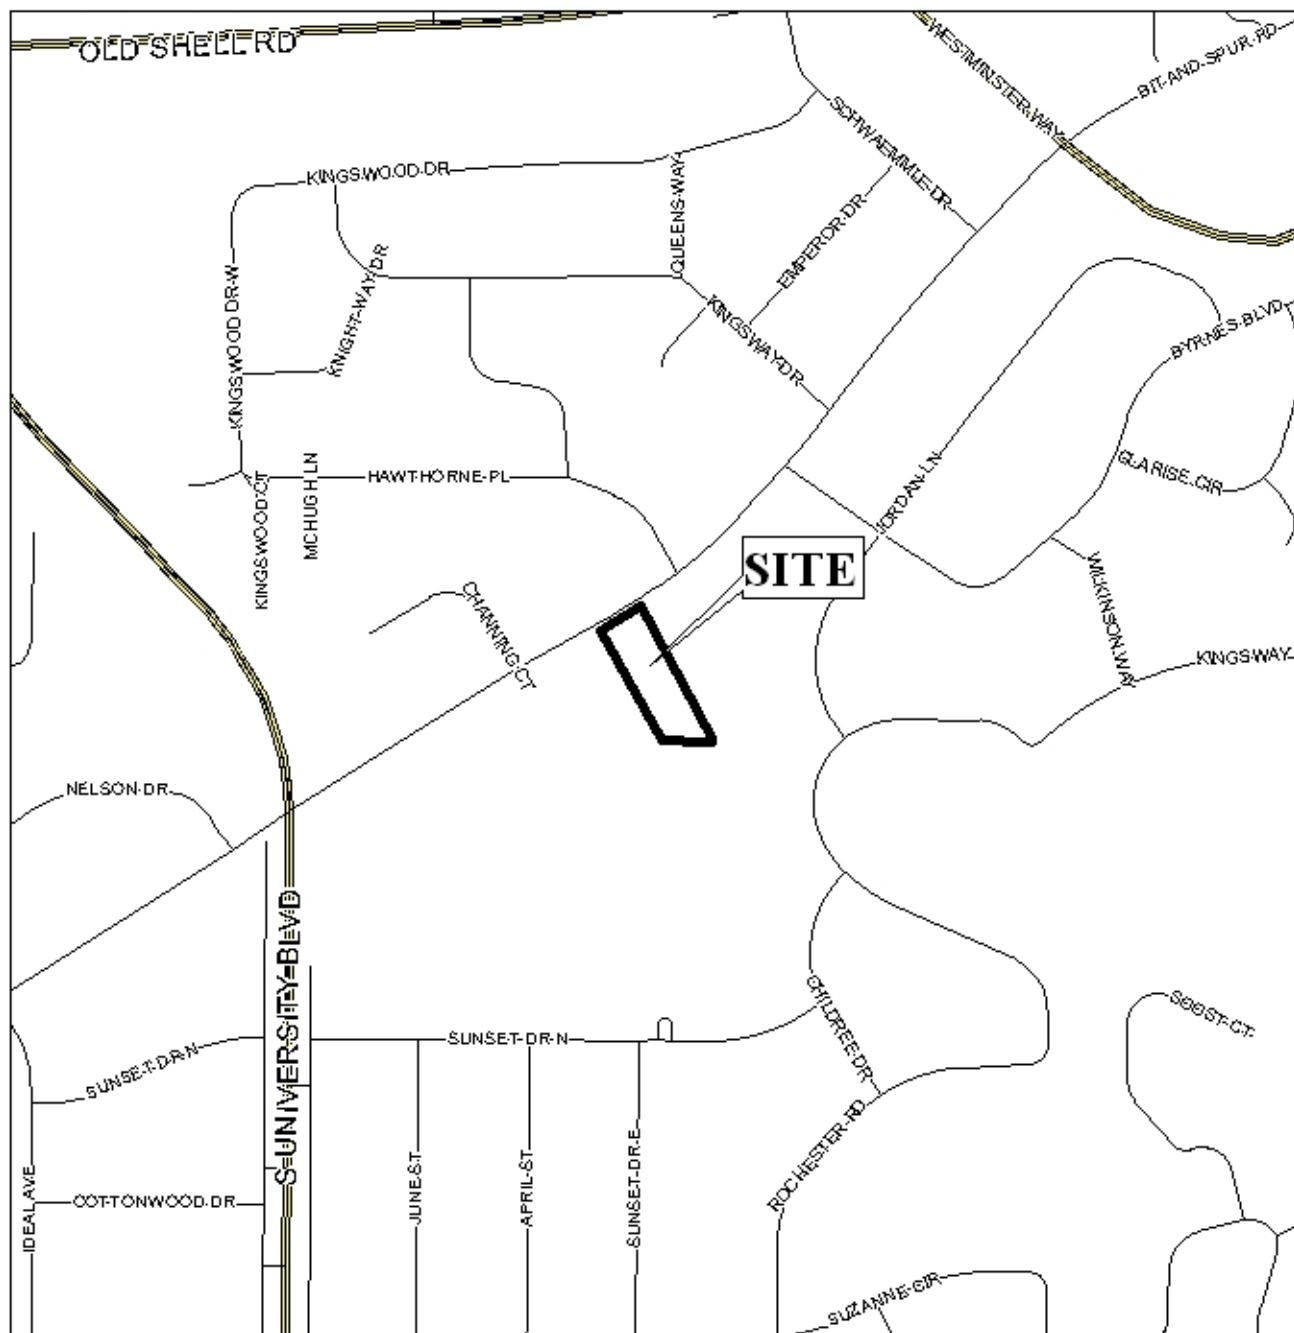 OLD SHELL RD
WESTMINSTER WAY
BIT-AND-SPUR-RD
SCHWAEMMLE-DR
KINGSWOOD-DR
QUEENS-WAY
EMPEROR-DR
KNIGHT-WAY-DR
KINGSWOOD DR-W
KINGSWAY-DR
BYRNES-BLVD
CLARISE-CIR
JORDAN-LN
MCHUGH LN
HAWTHORNE-PL
KINGSWOOD-CT
SITE
WILKINSON-WAY
CHANNING-CT
KINGS-WAY
NELSON-DR
S-UNIVERSITY-BLVD
CHILDREE-DR
SOOST-CT
SUNSET-DR-N
SUNSET-DR-N
ROCHESTER-RD
IDEAL AVE
COTTONWOOD-DR
JUNE-ST
APRIL-ST
SUNSET-DR-E
SUZANNE-CIR